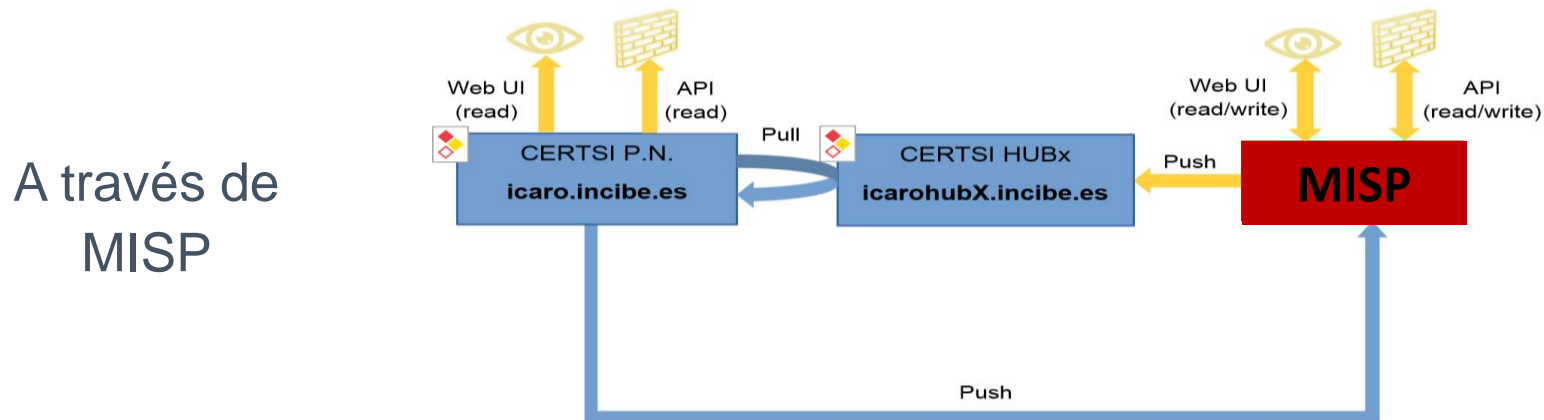 A través de
MISP
Web UI
(read)
API
(read)
Pull
CERTSI P.N.
icaro.incibe.es
CERTSI HUBx
icarohubX.incibe.es
Push
Web UI
(read/write)
API
(read/write)
MISP
Push